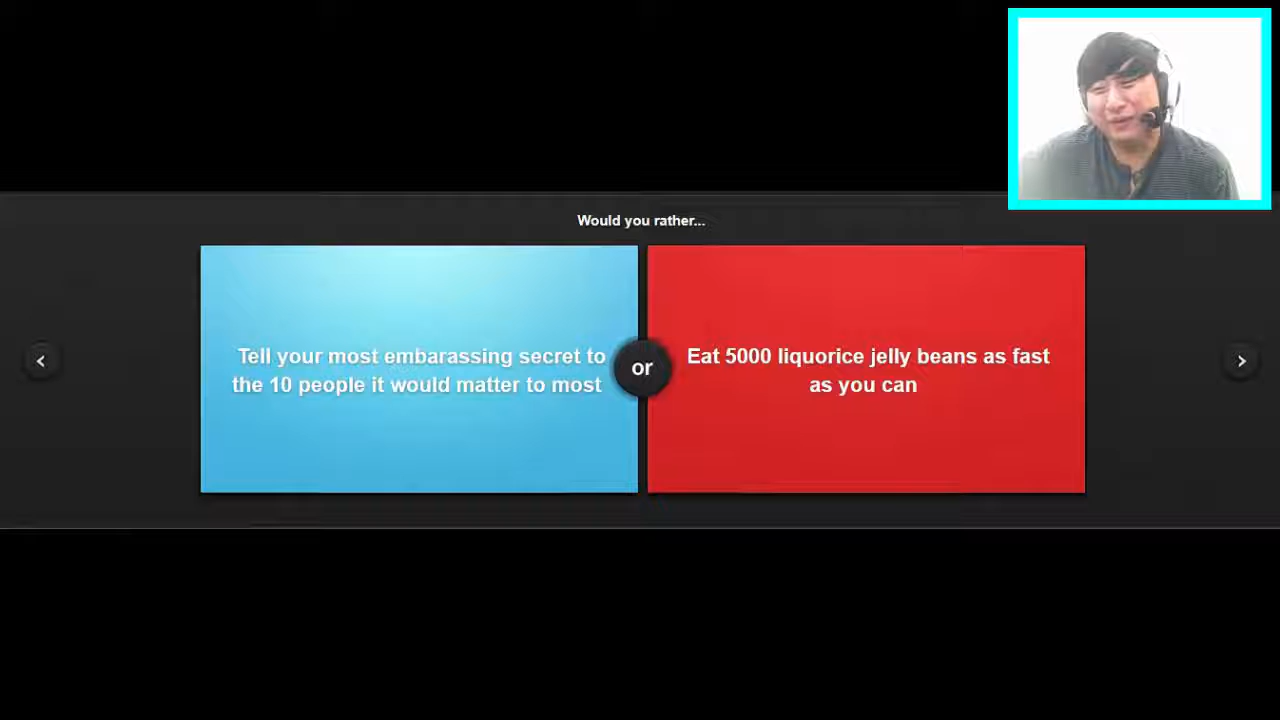 Would you rather...
Tell your most embarassing secret to
the 10 people it would matter to most
or
Eat 5000 liquorice jelly beans as fast
as you can